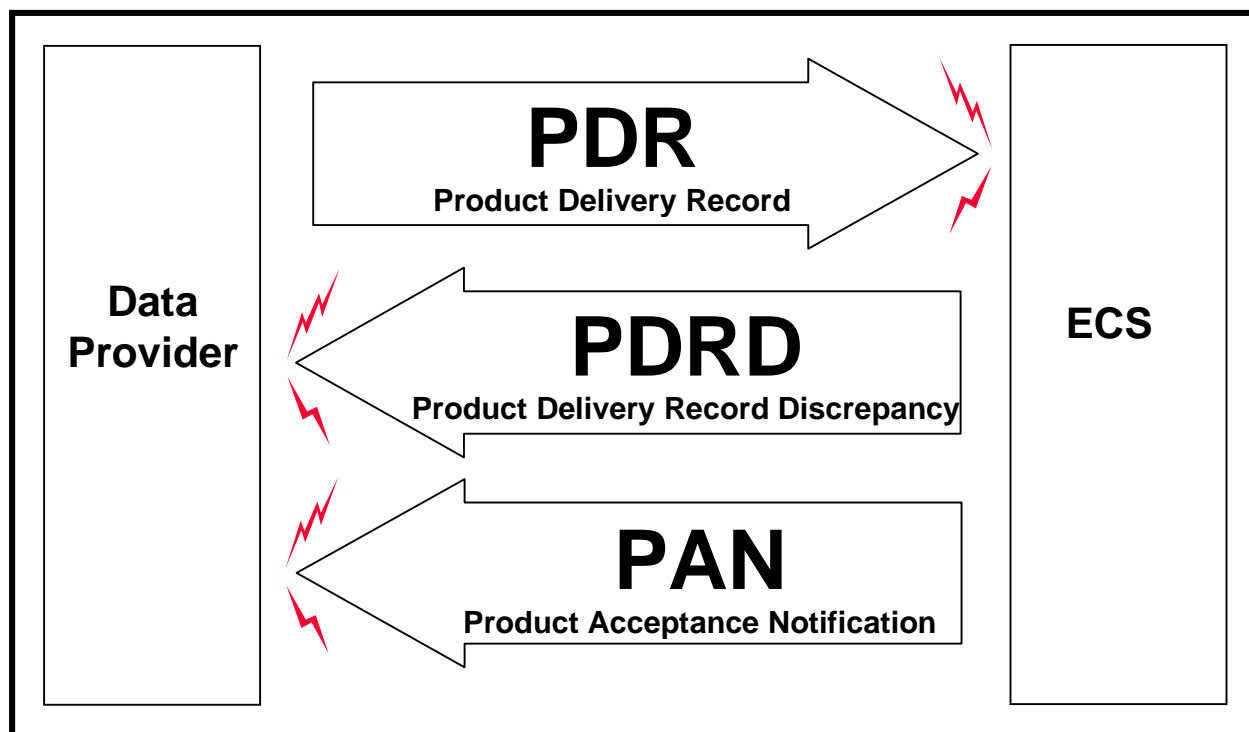 PDR
Product Delivery Record
Data
Provider
ECS
PDRD
Product Delivery Record Discrepancy
PAN
Product Acceptance Notification